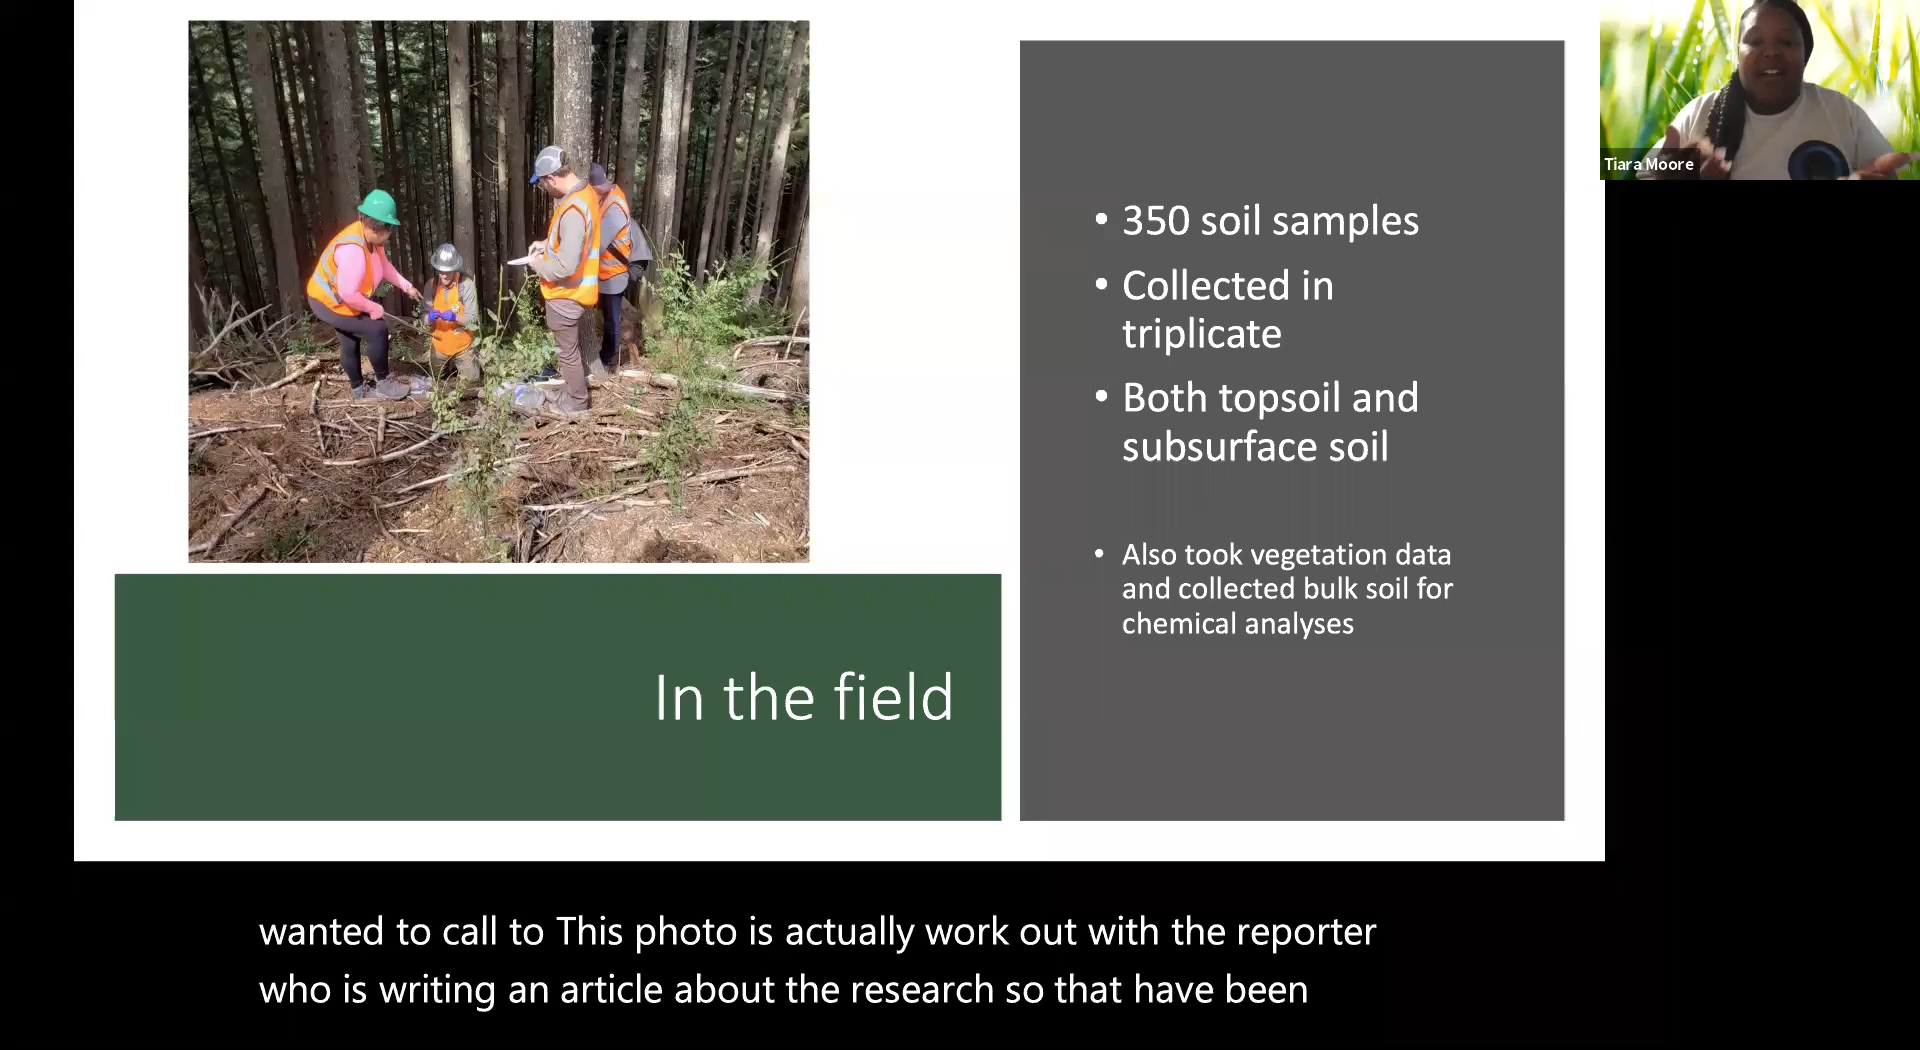 Tiara Moore
• 350 soil samples
• Collected in
triplicate
• Both topsoil and
subsurface soil
• Also took vegetation data
and collected bulk soil for
chemical analyses
In the field
wanted to call to This photo is actually work out with the reporter
who is writing an article about the research so that have been